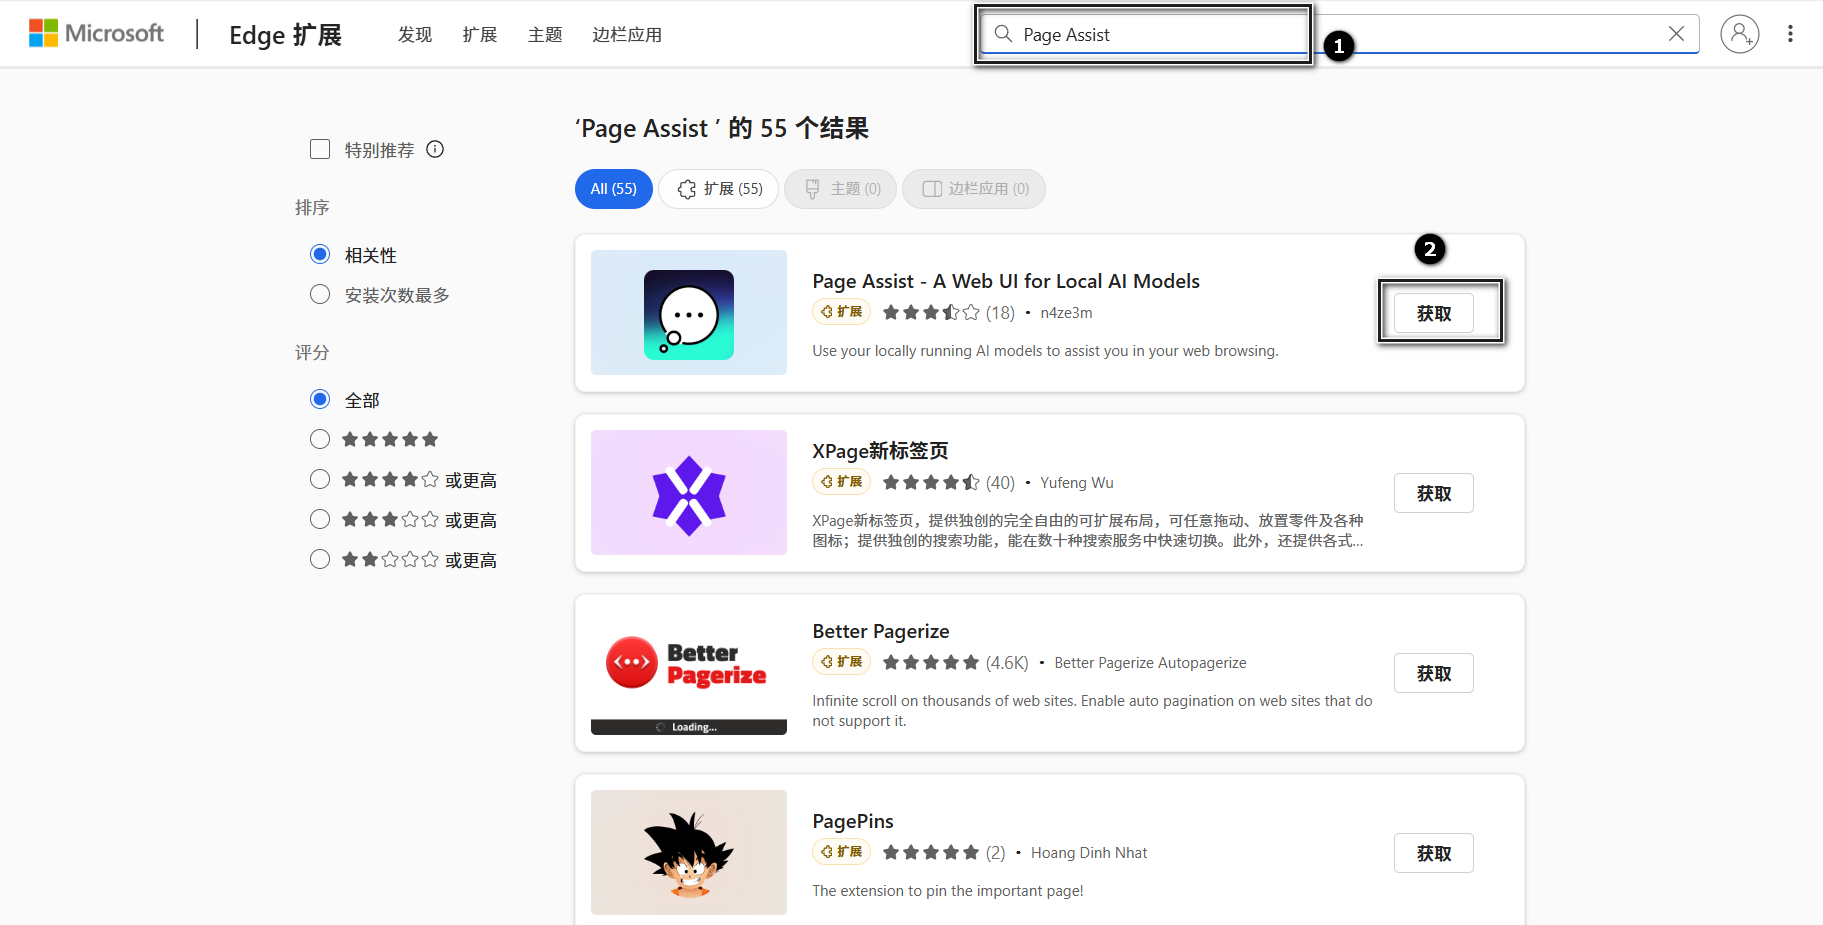 Microsoft
Edge 扩展
发现 扩展 主题 边栏应用
Page Assist
1
‘Page Assist ’ 的 55 个结果
特别推荐
All (55) 扩展 (55) 主题 (0) 边栏应用 (0)
排序
相关性
安装次数最多
评分
全部
或更高
或更高
或更高
2
Page Assist - A Web UI for Local AI Models
扩展 (18) • n4ze3m
获取
Use your locally running AI models to assist you in your web browsing.
XPage新标签页
扩展 (40) • Yufeng Wu
获取
XPage新标签页，提供独创的完全自由的可扩展布局，可任意拖动、放置零件及各种
图标；提供独创的搜索功能，能在数十种搜索服务中快速切换。此外，还提供各式...
Better
Pagerize
Loading...
Better Pagerize
扩展 (4.6K) • Better Pagerize Autopagerize
获取
Infinite scroll on thousands of web sites. Enable auto pagination on web sites that do
not support it.
PagePins
扩展 (2) • Hoang Dinh Nhat
获取
The extension to pin the important page!